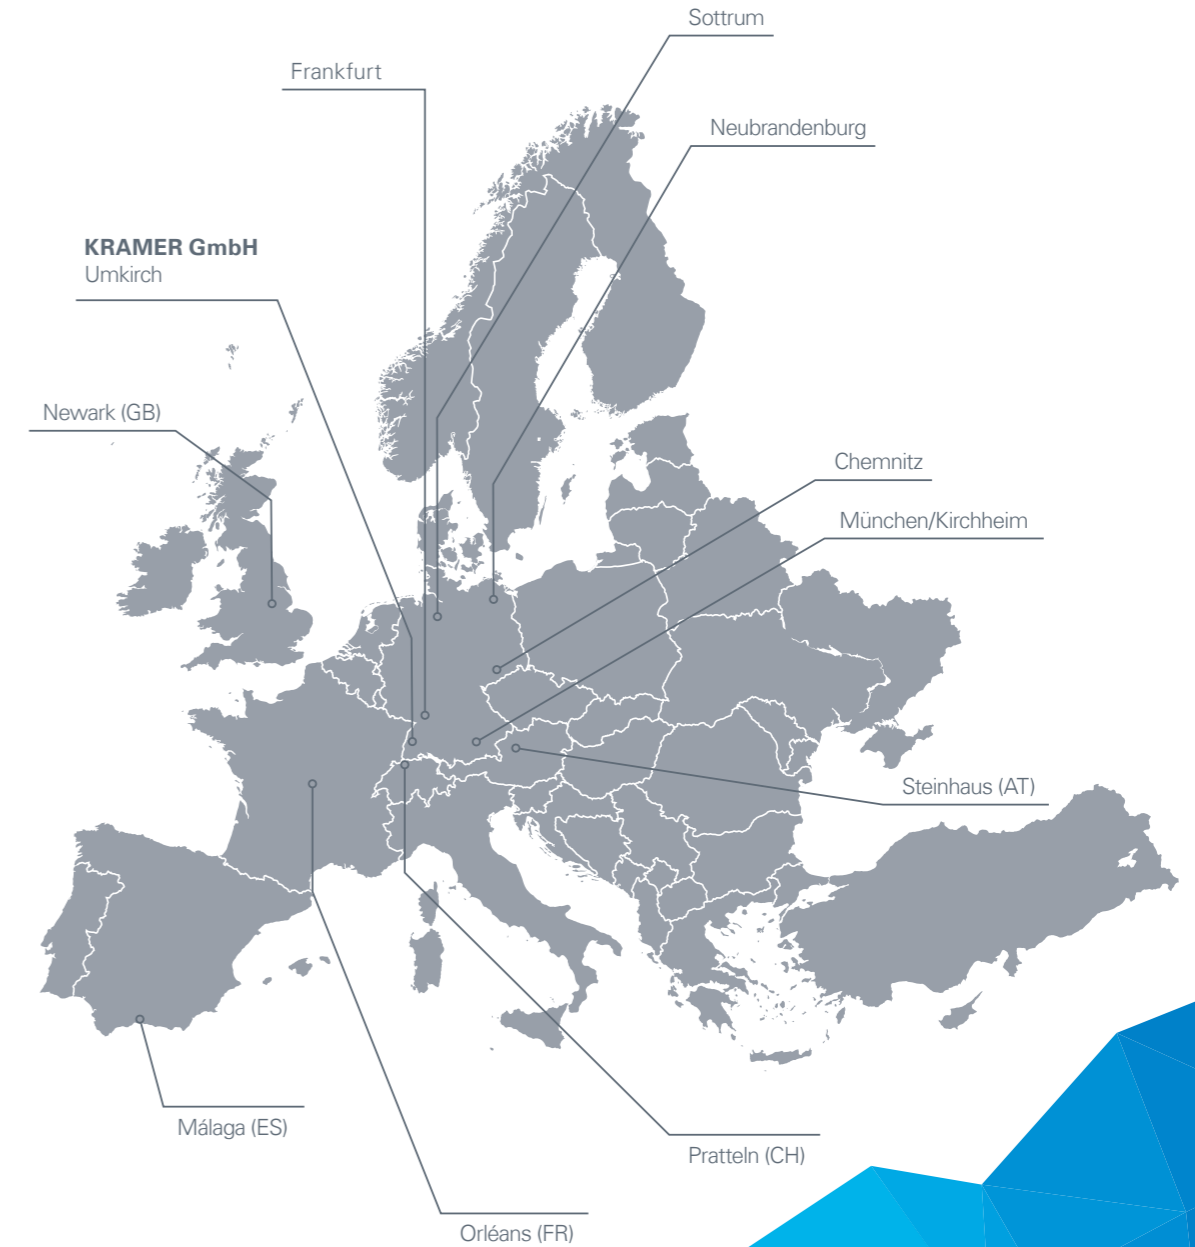 Sottrum
Frankfurt
Neubrandenburg
KRAMER GmbH
Umkirch
Newark (GB)
Chemnitz
München/Kirchheim
Steinhaus (AT)
Málaga (ES)
Pratteln (CH)
Orléans (FR)